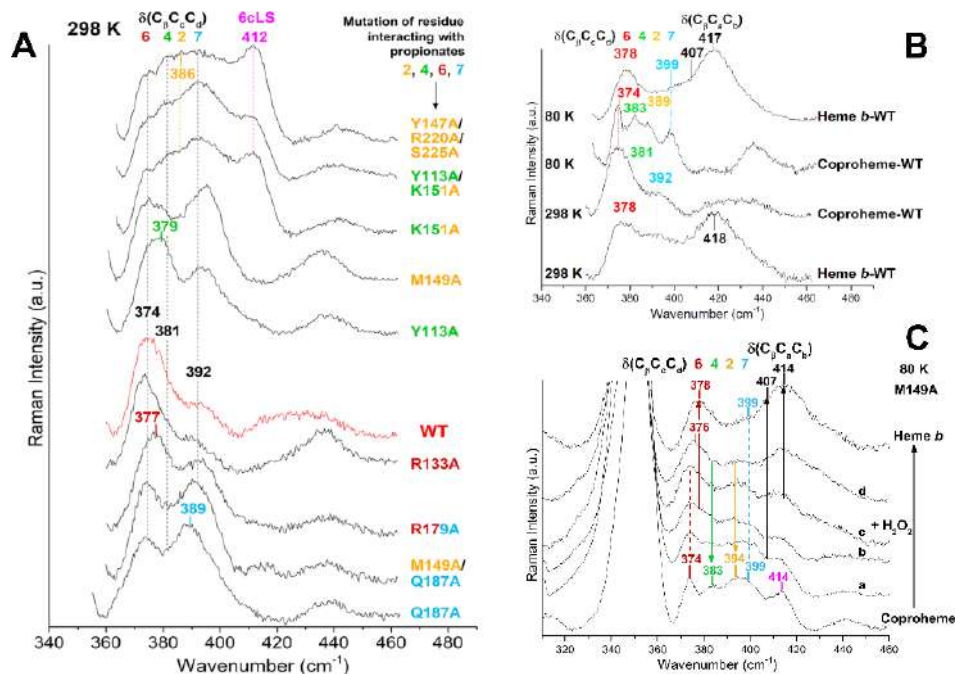 A
298 K
δ(CβCcCd)
6 4 2 7
6cLS
412
Mutation of residue
interacting with
propionates
2, 4, 6, 7
386
Y147A/
R220A/
S225A
Y113A/
K151A
K151A
379
M149A
374
381
Y113A
392
WT
377
R133A
R179A
389
M149A/
Q187A
Q187A
Raman Intensity (a.u.)
340 360 380 400 420 440 460 480
Wavenumber (cm-1)
B
δ(CβCcCd) 6 4 2 7
δ(CβCaCb)
378
399
407
417
374
383
389
80 K
Heme b-WT
80 K
381
Coproheme-WT
392
298 K
378
Coproheme-WT
418
298 K
Heme b-WT
Raman Intensity (a.u.)
340 360 380 400 420 440 460 480
Wavenumber (cm-1)
C
δ(CβCcCd) 6 4 2 7
δ(CβCaCb)
80 K
378
407
414
M149A
399
376
Heme b
d
c
+ H2O2
b
374
383
394
399
414
a
Coproheme
Raman Intensity (a.u.)
320 340 360 380 400 420 440 460
Wavenumber (cm-1)